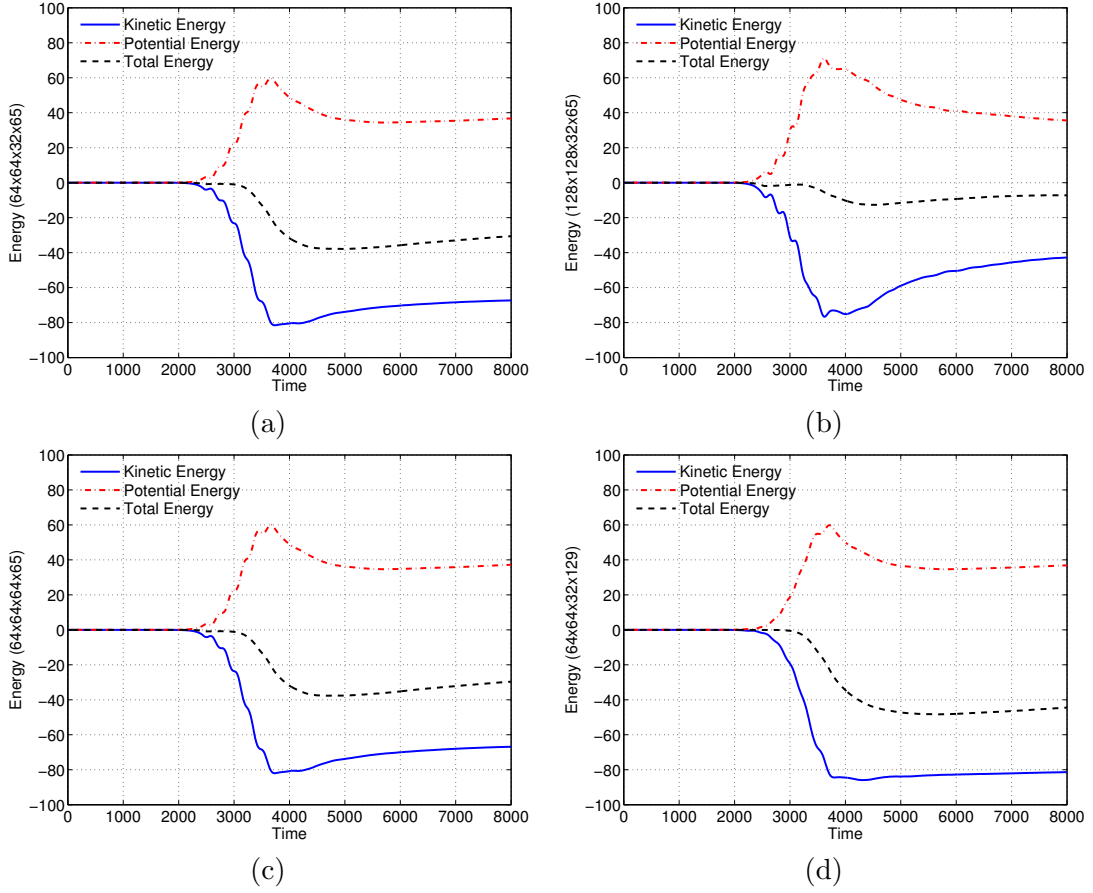 Energy (64x64x32x65)
100
80
60
40
20
0
−20
−40
−60
−80
−100
Kinetic Energy
Potential Energy
Total Energy
0 1000 2000 3000 4000 5000 6000 7000 8000
Time
(a)
Energy (128x128x32x65)
100
80
60
40
20
0
−20
−40
−60
−80
−100
Kinetic Energy
Potential Energy
Total Energy
0 1000 2000 3000 4000 5000 6000 7000 8000
Time
(b)
Energy (64x64x64x65)
100
80
60
40
20
0
−20
−40
−60
−80
−100
Kinetic Energy
Potential Energy
Total Energy
0 1000 2000 3000 4000 5000 6000 7000 8000
Time
(c)
Energy (64x64x32x129)
100
80
60
40
20
0
−20
−40
−60
−80
−100
Kinetic Energy
Potential Energy
Total Energy
0 1000 2000 3000 4000 5000 6000 7000 8000
Time
(d)